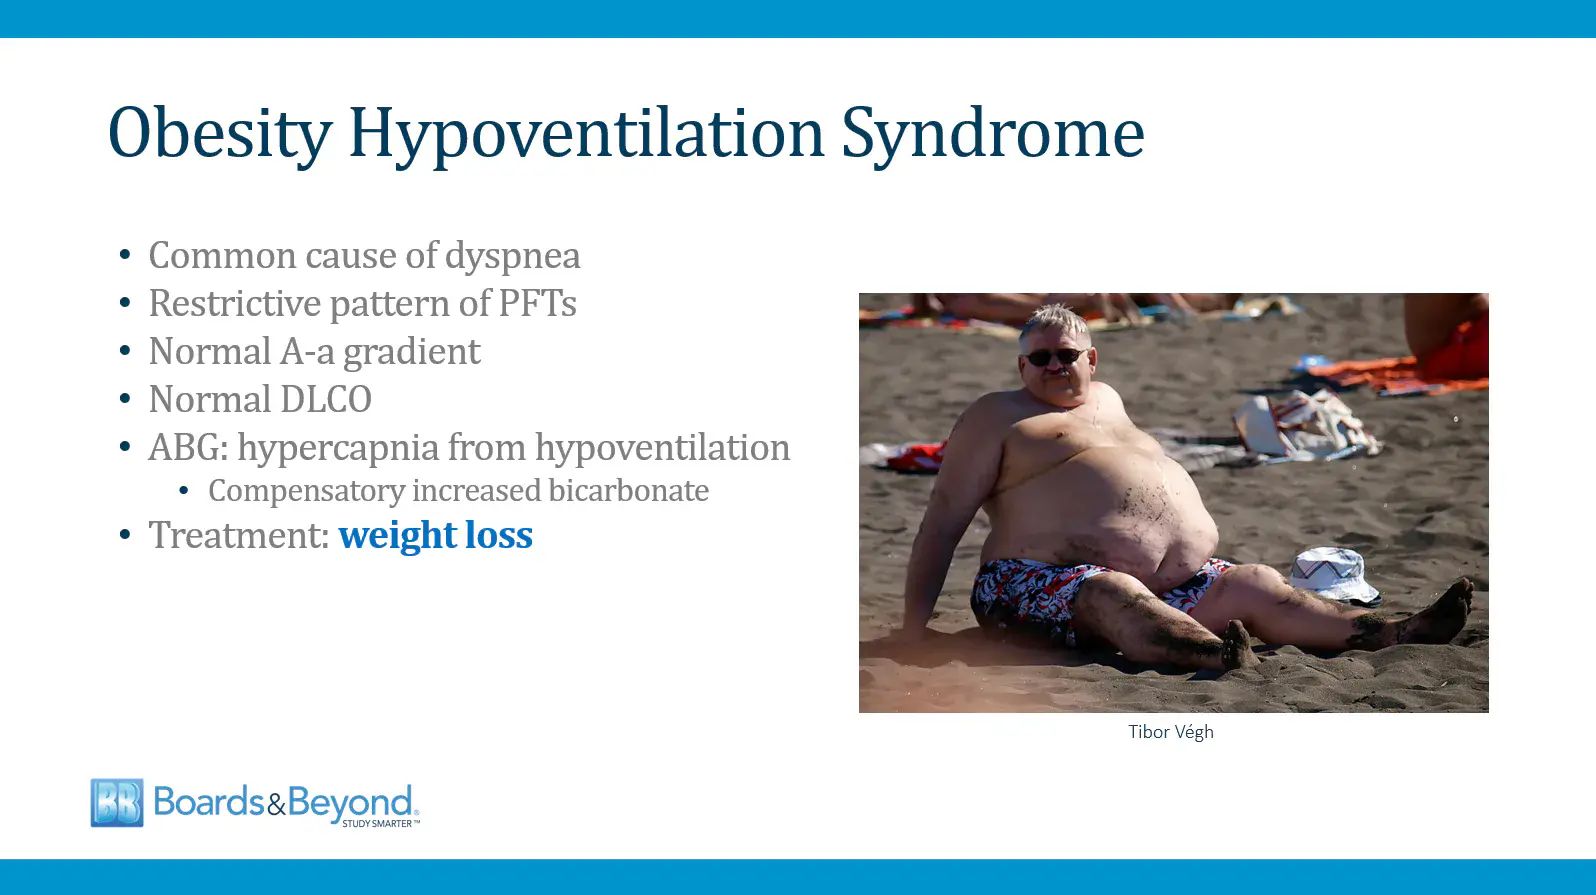 Obesity Hypoventilation Syndrome
• Common cause of dyspnea
• Restrictive pattern of PFTs
• Normal A-a gradient
• Normal DLCO
• ABG: hypercapnia from hypoventilation
• Compensatory increased bicarbonate
• Treatment: weight loss
Tibor Végh
BB Boards&Beyond®
STUDY SMARTER™